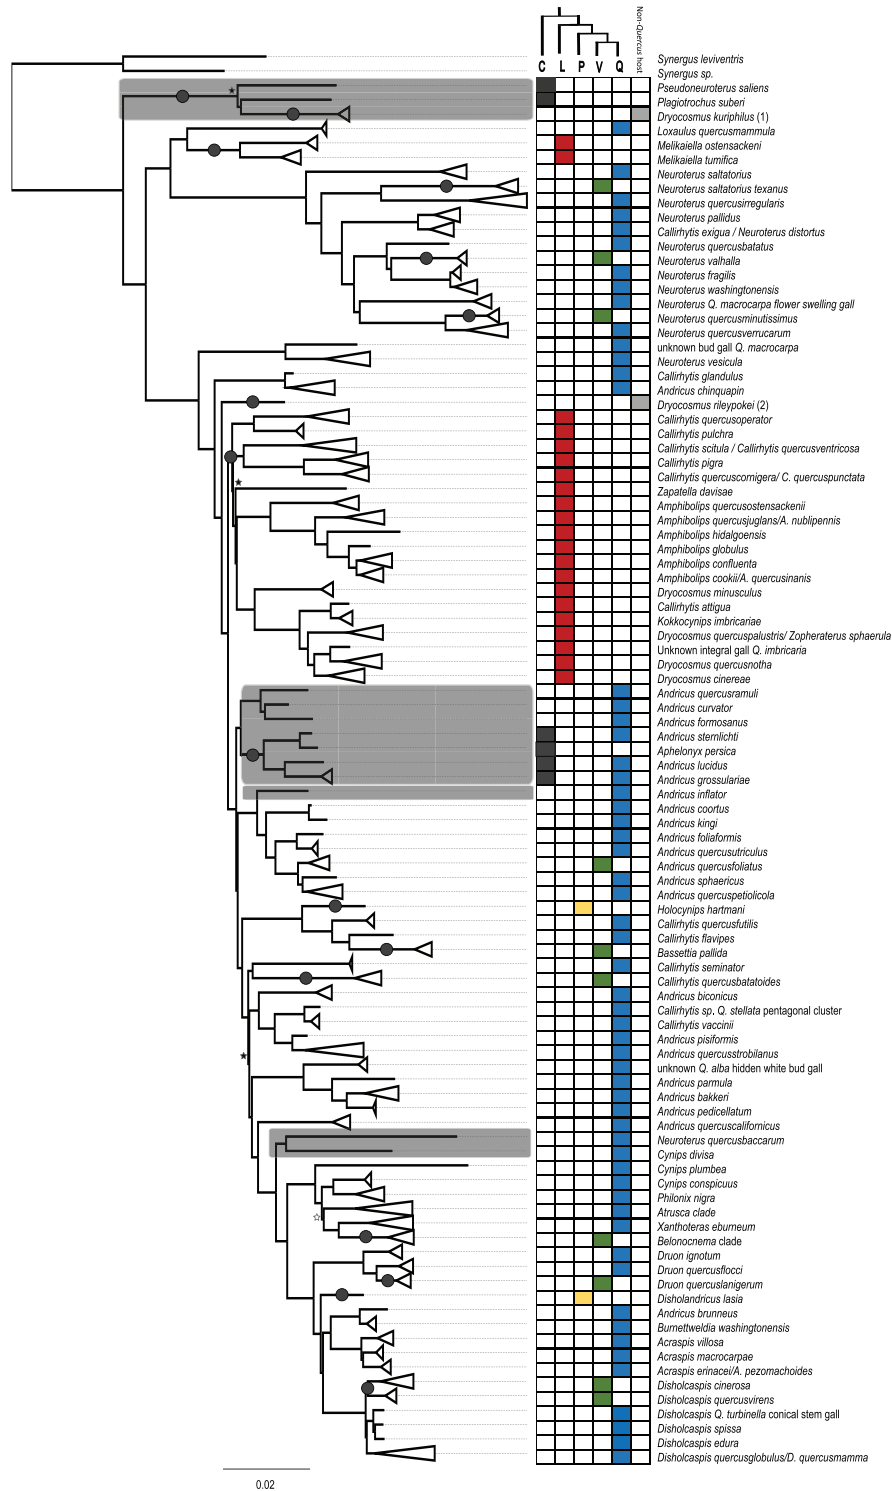 Non-Quercus host
C L P V Q
Synergus leviventris
Synergus sp.
Pseudoneuroterus saliens
Plagiotrochus suberi
Dryocosmus kuriphilus (1)
Loxaulus quercusmammula
Melikaiella ostensackeni
Melikaiella tumifica
Neuroterus saltatorius
Neuroterus saltatorius texanus
Neuroterus quercusirregularis
Neuroterus pallidus
Callirhytis exigua / Neuroterus distortus
Neuroterus quercusbatatus
Neuroterus valhalla
Neuroterus fragilis
Neuroterus washingtonensis
Neuroterus Q. macrocarpa flower swelling gall
Neuroterus quercusminutissimus
Neuroterus quercusverrucarum
unknown bud gall Q. macrocarpa
Neuroterus vesicula
Callirhytis glandulus
Andricus chinquapin
Dryocosmus rileypokei (2)
Callirhytis quercusoperator
Callirhytis pulchra
Callirhytis scitula / Callirhytis quercusventricosa
Callirhytis pigra
Callirhytis quercuscornigera/ C. quercuspunctata
Zapatella davisae
Amphibolips quercusostensackenii
Amphibolips quercusjuglans/A. nublipennis
Amphibolips hidalgoensis
Amphibolips globulus
Amphibolips confluenta
Amphibolips cookii/A. quercusinanis
Dryocosmus minusculus
Callirhytis attigua
Kokkocynips imbricariae
Dryocosmus quercuspalustris/ Zopheraterus sphaerula
Unknown integral gall Q. imbricaria
Dryocosmus quercusnotha
Dryocosmus cinereae
Andricus quercusramuli
Andricus curvator
Andricus formosanus
Andricus sternlichti
Aphelonyx persica
Andricus lucidus
Andricus grossulariae
Andricus inflator
Andricus coortus
Andricus kingi
Andricus foliaformis
Andricus quercusutriculus
Andricus quercusfoliatus
Andricus sphaericus
Andricus quercuspetiolicola
Holocynips hartmani
Callirhytis quercusfutilis
Callirhytis flavipes
Bassettia pallida
Callirhytis seminator
Callirhytis quercusbatatoides
Andricus biconicus
Callirhytis sp. Q. stellata pentagonal cluster
Callirhytis vaccinii
Andricus pisiformis
Andricus quercusstrobilanus
unknown Q. alba hidden white bud gall
Andricus parmula
Andricus bakkeri
Andricus pedicellatum
Andricus quercuscalifornicus
Neuroterus quercusbaccarum
Cynips divisa
Cynips plumbea
Cynips conspicuus
Philonix nigra
Atrusca clade
Xanthoteras eburneum
Belonocnema clade
Druon ignotum
Druon quercusflocci
Druon quercuslanigerum
Disholandricus lasia
Andricus brunneus
Burnettweldia washingtonensis
Acraspis villosa
Acraspis macrocarpae
Acraspis erinacei/A. pezomachoides
Disholcaspis cinerosa
Disholcaspis quercusvirens
Disholcaspis Q. turbinella conical stem gall
Disholcaspis spissa
Disholcaspis edura
Disholcaspis quercusglobulus/D. quercusmamma
0.02